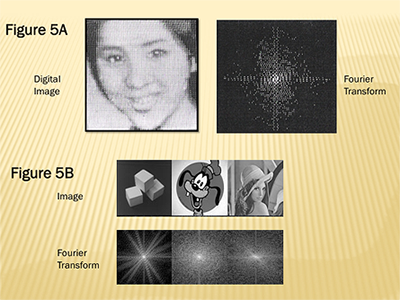 Figure 5A
Digital
Image
Fourier
Transform
Figure 5B
Image
Fourier
Transform